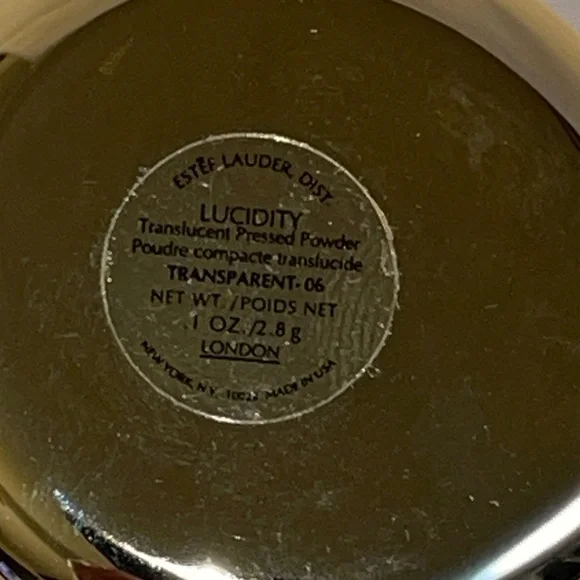 ESTĒE LAUDER, DIST
LUCIDITY
Translucent Pressed Powder
Poudre compacte translucide
TRANSPARENT- 06
NET WT. /POIDS NET
.1 OZ./2.8 g
LONDON
NEW YORK, N.Y. MADE IN USA